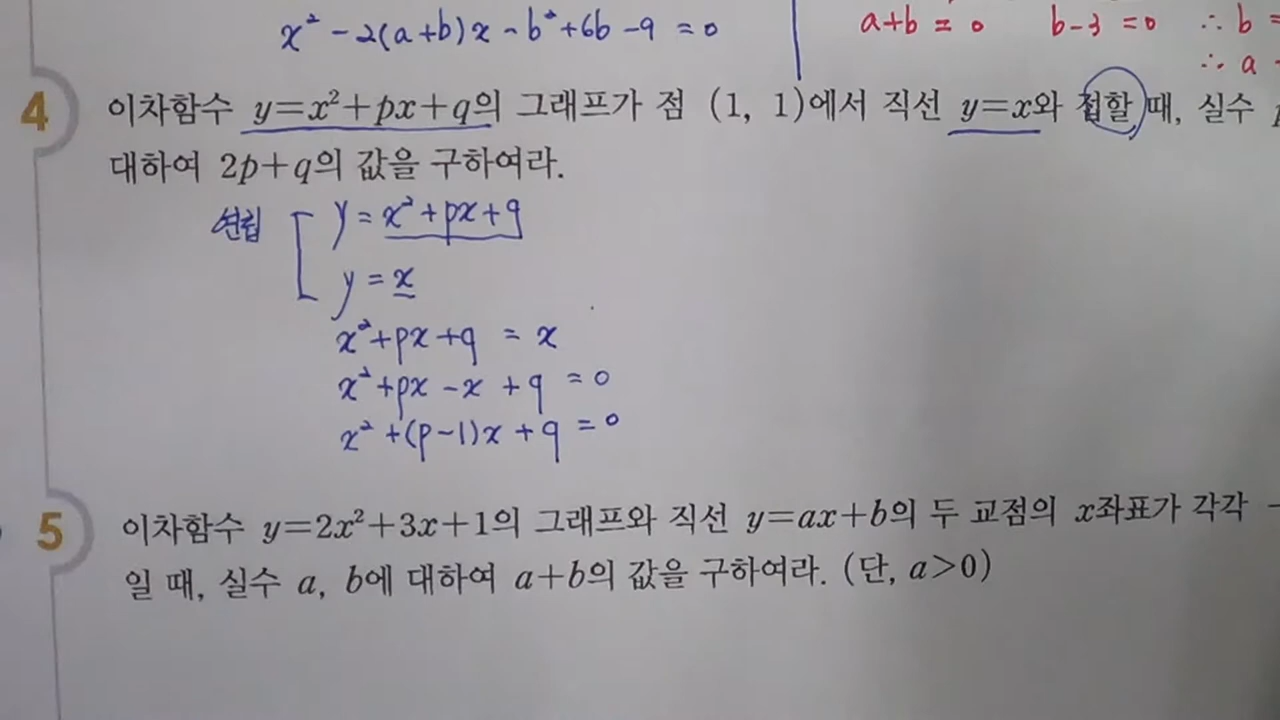 x² - 2(a+b)x - b² + 6b - 9 = 0
a+b = 0 b-3 = 0 ∴ b =
∴ a
4 이차함수 y=x²+px+q의 그래프가 점 (1, 1)에서 직선 y=x와 접할 때, 실수
대하여 2p+q의 값을 구하여라.
연립 y = x²+px+q
y = x
x²+px+q = x
x²+px-x+q = 0
x²+(p-1)x+q = 0
5 이차함수 y=2x²+3x+1의 그래프와 직선 y=ax+b의 두 교점의 x좌표가 각각
일 때, 실수 a, b에 대하여 a+b의 값을 구하여라. (단, a>0)